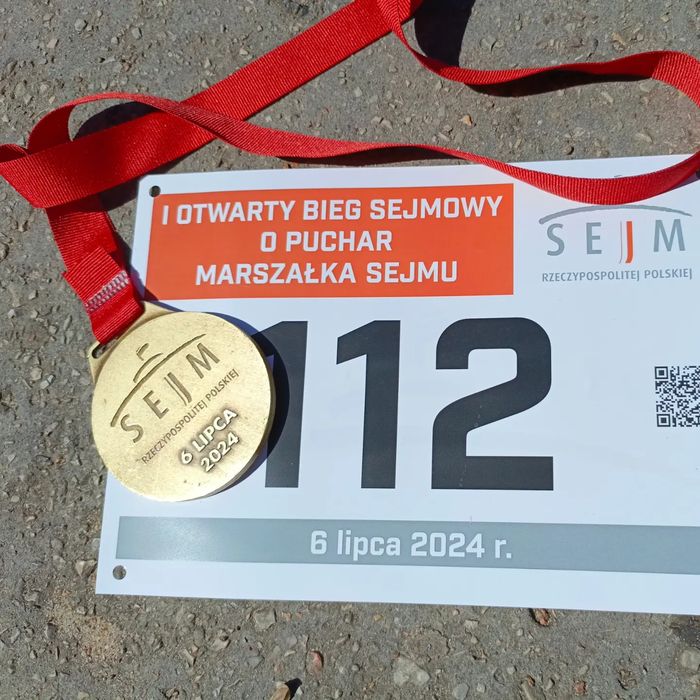 I OTWARTY BIEG SEJMOWY
O PUCHAR
MARSZAŁKA SEJMU
SEJM
RZECZYPOSPOLITEJ POLSKIEJ
112
6 lipca 2024 r.
SEJM
RZECZYPOSPOLITEJ POLSKIEJ
6 LIPCA
2024